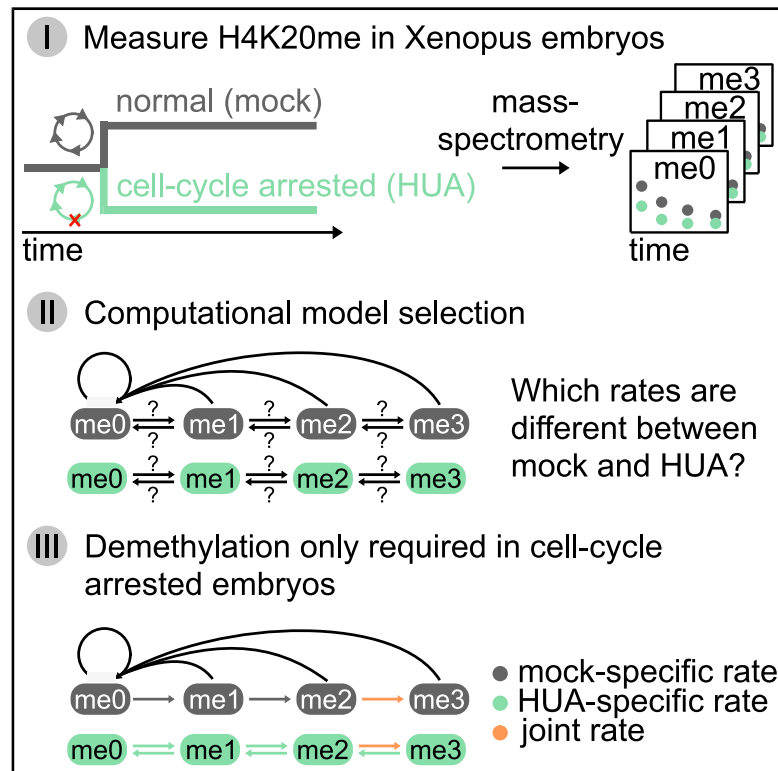 I Measure H4K20me in Xenopus embryos
normal (mock)
cell-cycle arrested (HUA)
time
mass-
spectrometry
me3
me2
me1
me0
time
II Computational model selection
? ? ?
me0 me1 me2 me3
? ? ?
? ? ?
me0 me1 me2 me3
? ? ?
Which rates are
different between
mock and HUA?
III Demethylation only required in cell-cycle
arrested embryos
me0 me1 me2 me3
me0 me1 me2 me3
mock-specific rate
HUA-specific rate
joint rate